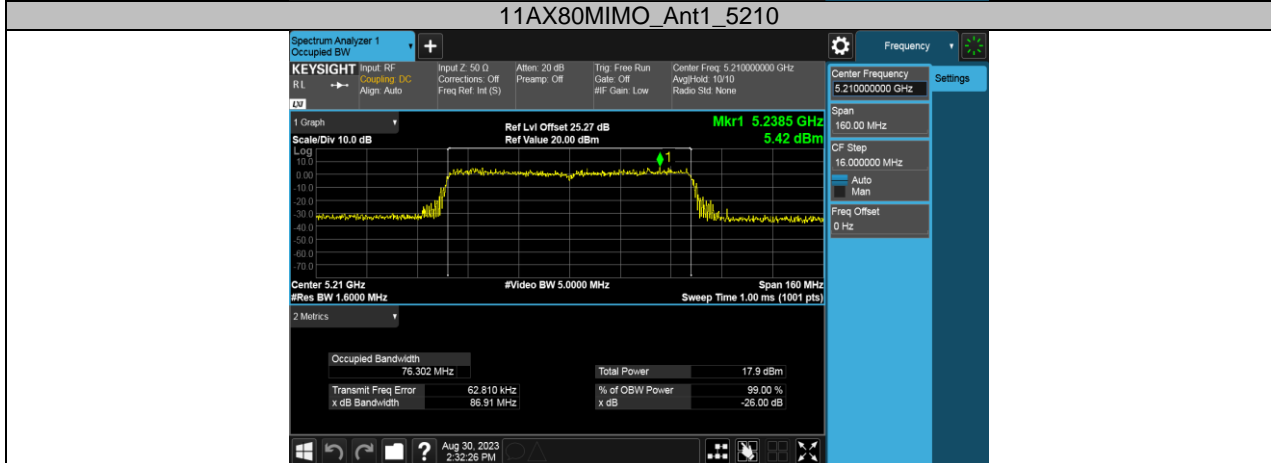 11AX80MIMO_Ant1_5210
Spectrum Analyzer 1
Occupied BW
+
Frequency
KEYSIGHT
RL
LXI
Input: RF
Coupling: DC
Align: Auto
Input Z: 50 Ω
Corrections: Off
Freq Ref: Int (S)
Atten: 20 dB
Preamp: Off
Trig: Free Run
Gate: Off
#IF Gain: Low
Center Freq: 5.210000000 GHz
Avg|Hold: 10/10
Radio Std: None
Center Frequency
5.210000000 GHz
Settings
Span
160.00 MHz
CF Step
16.000000 MHz
Auto
Man
Freq Offset
0 Hz
1 Graph
Scale/Div 10.0 dB
Ref Lvl Offset 25.27 dB
Ref Value 20.00 dBm
Mkr1 5.2385 GHz
5.42 dBm
Log
10.0
0.00
-10.0
-20.0
-30.0
-40.0
-50.0
-60.0
-70.0
1
Center 5.21 GHz
#Res BW 1.6000 MHz
#Video BW 5.0000 MHz
Span 160 MHz
Sweep Time 1.00 ms (1001 pts)
2 Metrics
Occupied Bandwidth
76.302 MHz
Total Power 17.9 dBm
Transmit Freq Error 62.810 kHz
% of OBW Power 99.00 %
x dB Bandwidth 86.91 MHz
x dB -26.00 dB
?
Aug 30, 2023
2:32:26 PM